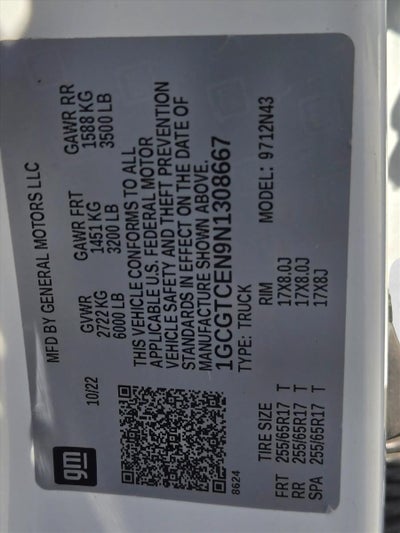 gm
MFD BY GENERAL MOTORS LLC
10/22
GVWR GAWR FRT GAWR RR
2722 KG 1451 KG 1588 KG
6000 LB 3200 LB 3500 LB
THIS VEHICLE CONFORMS TO ALL
APPLICABLE U.S. FEDERAL MOTOR
VEHICLE SAFETY AND THEFT PREVENTION
STANDARDS IN EFFECT ON THE DATE OF
MANUFACTURE SHOWN ABOVE.
1GCGTCEN9N1308667
TYPE: TRUCK MODEL: 9712N43
8624
TIRE SIZE RIM
FRT 255/65R17 T 17X8.0J
RR 255/65R17 T 17X8.0J
SPA 255/65R17 T 17X8J